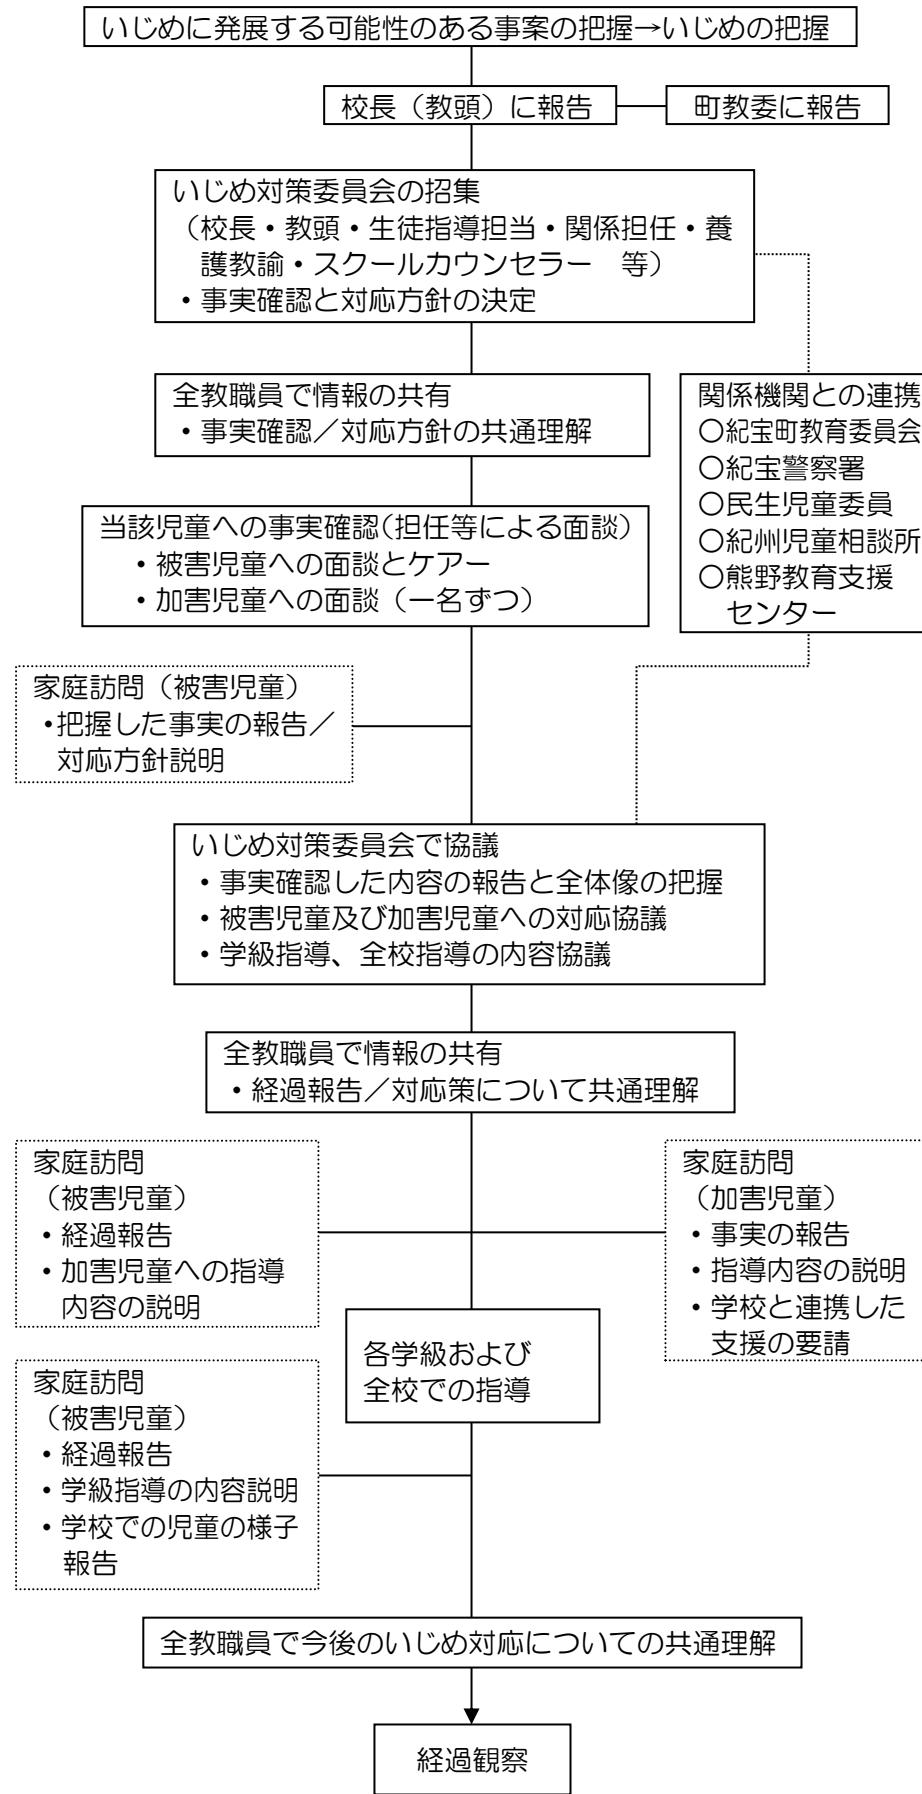 いじめに発展する可能性のある事案の把握→いじめの把握
校長（教頭）に報告
町教委に報告
いじめ対策委員会の招集
（校長・教頭・生徒指導担当・関係担任・養
護教諭・スクールカウンセラー　等）
・事実確認と対応方針の決定
全教職員で情報の共有
・事実確認／対応方針の共通理解
関係機関との連携
〇紀宝町教育委員会
〇紀宝警察署
〇民生児童委員
〇紀州児童相談所
〇熊野教育支援
センター
当該児童への事実確認（担任等による面談）
・被害児童への面談とケアー
・加害児童への面談（一名ずつ）
家庭訪問（被害児童）
・把握した事実の報告／
対応方針説明
いじめ対策委員会で協議
・事実確認した内容の報告と全体像の把握
・被害児童及び加害児童への対応協議
・学級指導、全校指導の内容協議
全教職員で情報の共有
・経過報告／対応策について共通理解
家庭訪問
（被害児童）
・経過報告
・加害児童への指導
内容の説明
家庭訪問
（加害児童）
・事実の報告
・指導内容の説明
・学校と連携した
支援の要請
各学級および
全校での指導
家庭訪問
（被害児童）
・経過報告
・学級指導の内容説明
・学校での児童の様子
報告
全教職員で今後のいじめ対応についての共通理解
経過観察